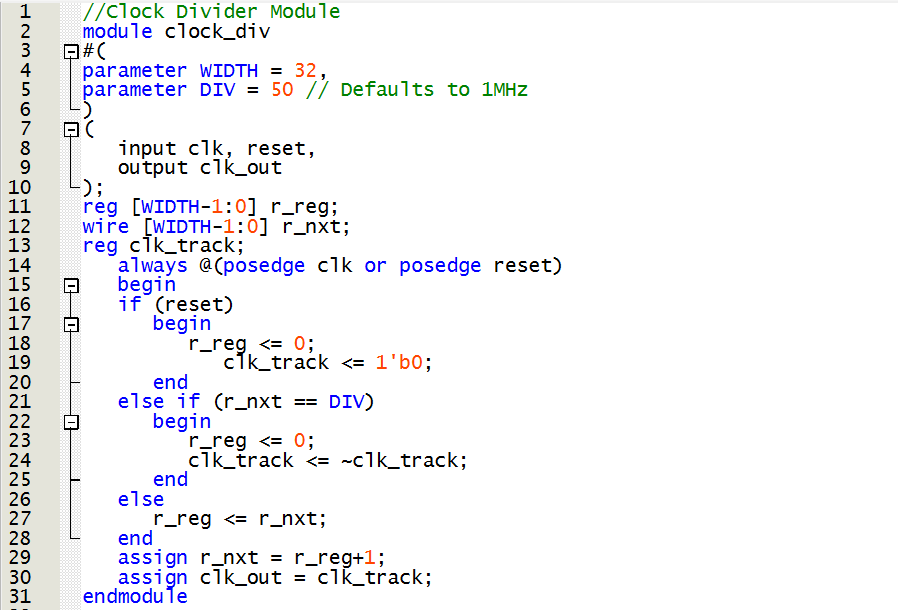 1 //Clock Divider Module
2 module clock_div
3 #(
4 parameter WIDTH = 32,
5 parameter DIV = 50 // Defaults to 1MHz
6 )
7 (
8 input clk, reset,
9 output clk_out
10 );
11 reg [WIDTH-1:0] r_reg;
12 wire [WIDTH-1:0] r_nxt;
13 reg clk_track;
14 always @(posedge clk or posedge reset)
15 begin
16 if (reset)
17 begin
18 r_reg <= 0;
19 clk_track <= 1'b0;
20 end
21 else if (r_nxt == DIV)
22 begin
23 r_reg <= 0;
24 clk_track <= ~clk_track;
25 end
26 else
27 r_reg <= r_nxt;
28 end
29 assign r_nxt = r_reg+1;
30 assign clk_out = clk_track;
31 endmodule